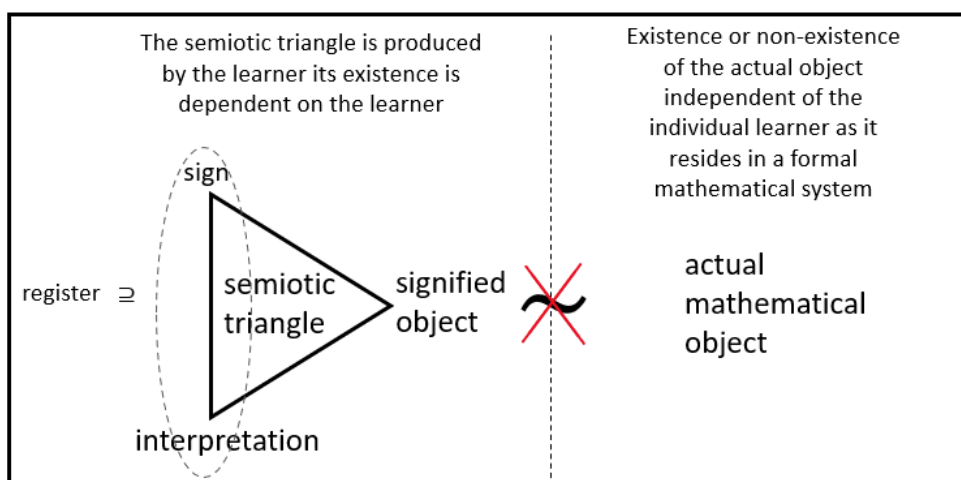 The semiotic triangle is produced
by the learner its existence is
dependent on the learner
Existence or non-existence
of the actual object
independent of the
individual learner as it
resides in a formal
mathematical system
sign
register ⊇
semiotic
triangle
signified
object
~
actual
mathematical
object
interpretation